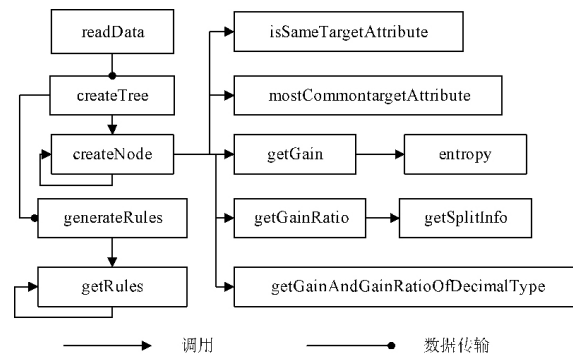 readData
isSameTargetAttribute
createTree
mostCommontargetAttribute
createNode
getGain
entropy
generateRules
getGainRatio
getSplitInfo
getRules
getGainAndGainRatioOfDecimalType
调用
数据传输